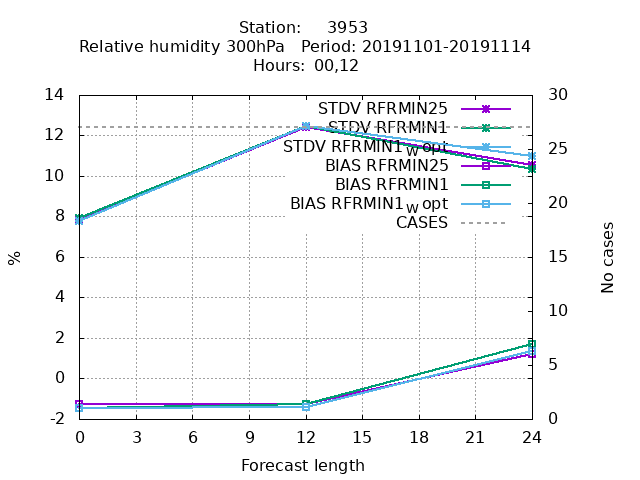 Station: 3953
Relative humidity 300hPa Period: 20191101-20191114
Hours: 00,12
14
12
10
8
6
4
2
0
-2
%
STDV RFRMIN25
STDV RFRMIN1
STDV RFRMIN1_W opt
BIAS RFRMIN25
BIAS RFRMIN1
BIAS RFRMIN1_W opt
CASES
30
25
20
15
10
5
0
No cases
0 3 6 9 12 15 18 21 24
Forecast length